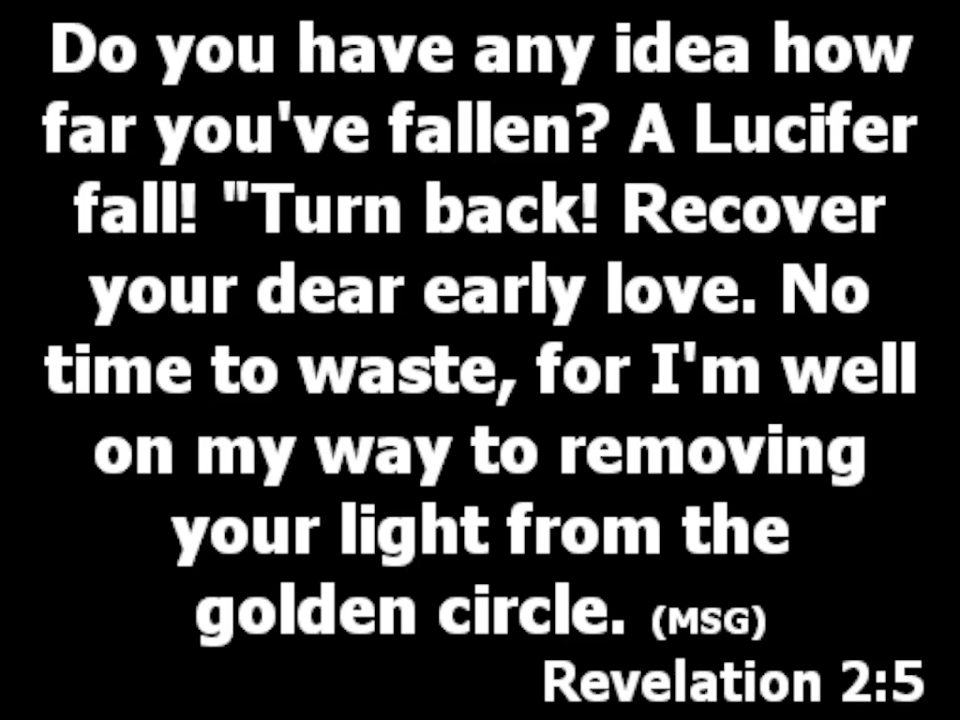 Do you have any idea how
far you've fallen? A Lucifer
fall! "Turn back! Recover
your dear early love. No
time to waste, for I'm well
on my way to removing
your light from the
golden circle. (MSG)
Revelation 2:5